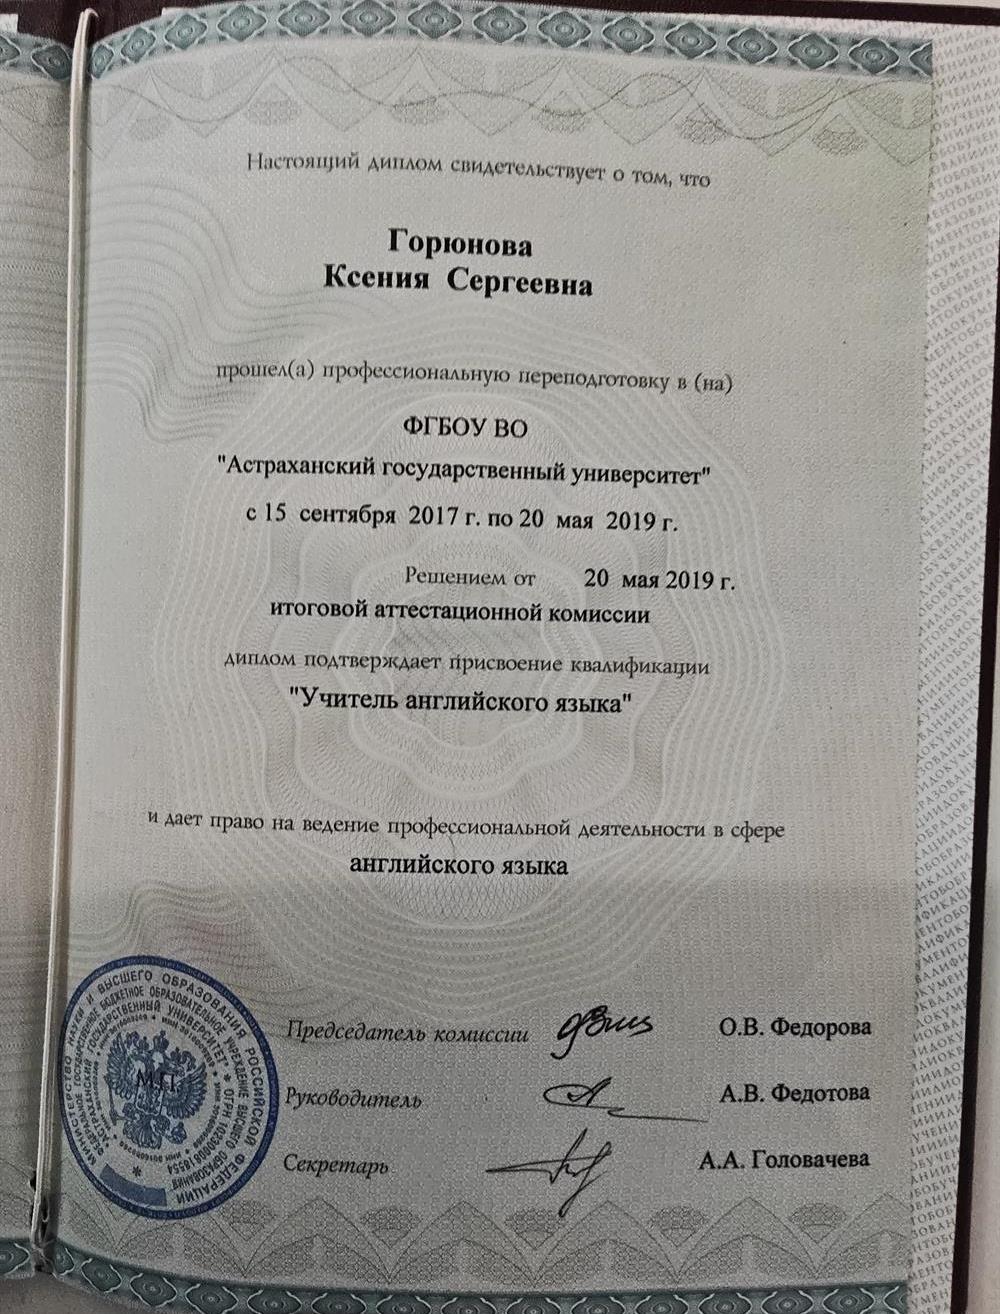 Настоящий диплом свидетельствует о том, что
Горюнова
Ксения Сергеевна
прошел(а) профессиональную переподготовку в (на)
ФГБОУ ВО
"Астраханский государственный университет"
с 15 сентября 2017 г. по 20 мая 2019 г.
Решением от 20 мая 2019 г.
итоговой аттестационной комиссии
диплом подтверждает присвоение квалификации
"Учитель английского языка"
и дает право на ведение профессиональной деятельности в сфере
английского языка
М.П.
Председатель комиссии О.В. Федорова
Руководитель А.В. Федотова
Секретарь А.А. Головачева